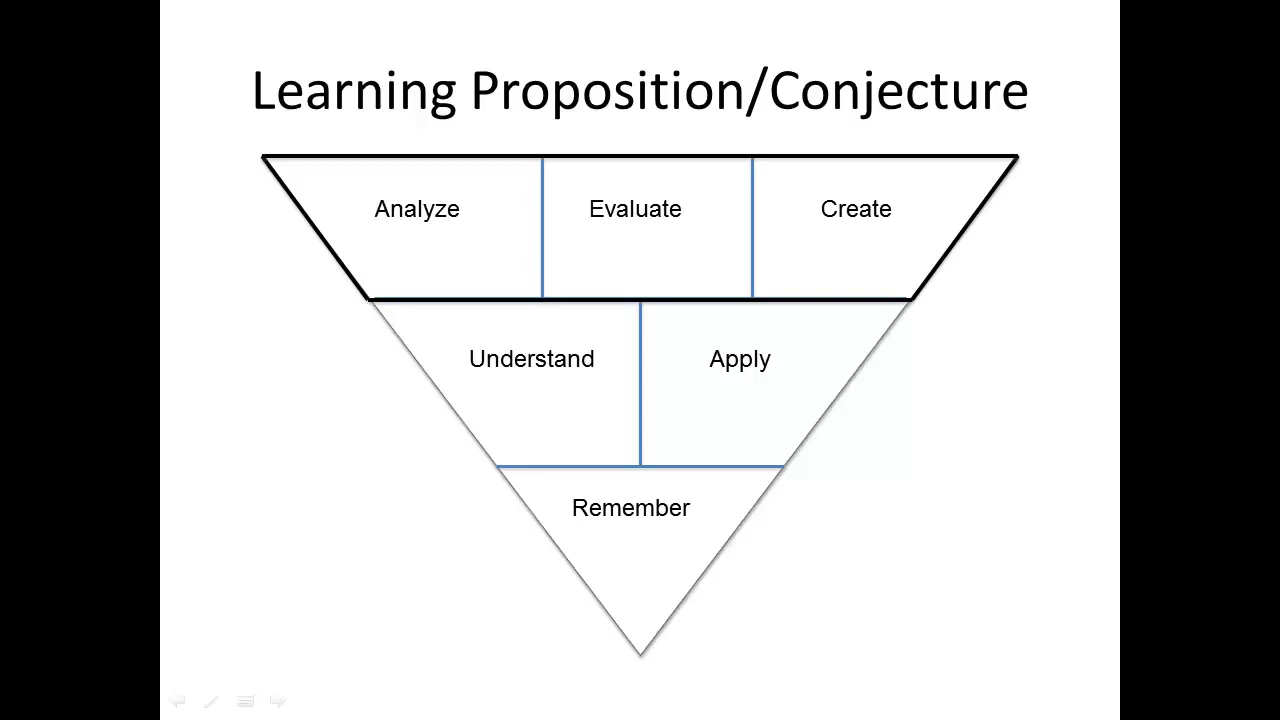 Learning Proposition/Conjecture
Analyze Evaluate Create
Understand Apply
Remember